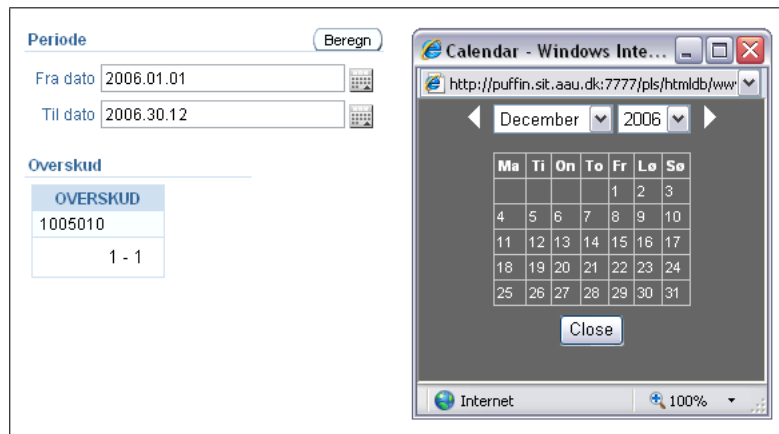 Periode
Beregn
Fra dato 2006.01.01
Til dato 2006.30.12
Overskud
OVERSKUD
1005010
1 - 1
Calendar - Windows Inte...
http://puffin.sit.aau.dk:7777/pls/htmldb/ww
December 2006
Ma Ti On To Fr Lø Sø
1 2 3
4 5 6 7 8 9 10
11 12 13 14 15 16 17
18 19 20 21 22 23 24
25 26 27 28 29 30 31
Close
Internet 100%